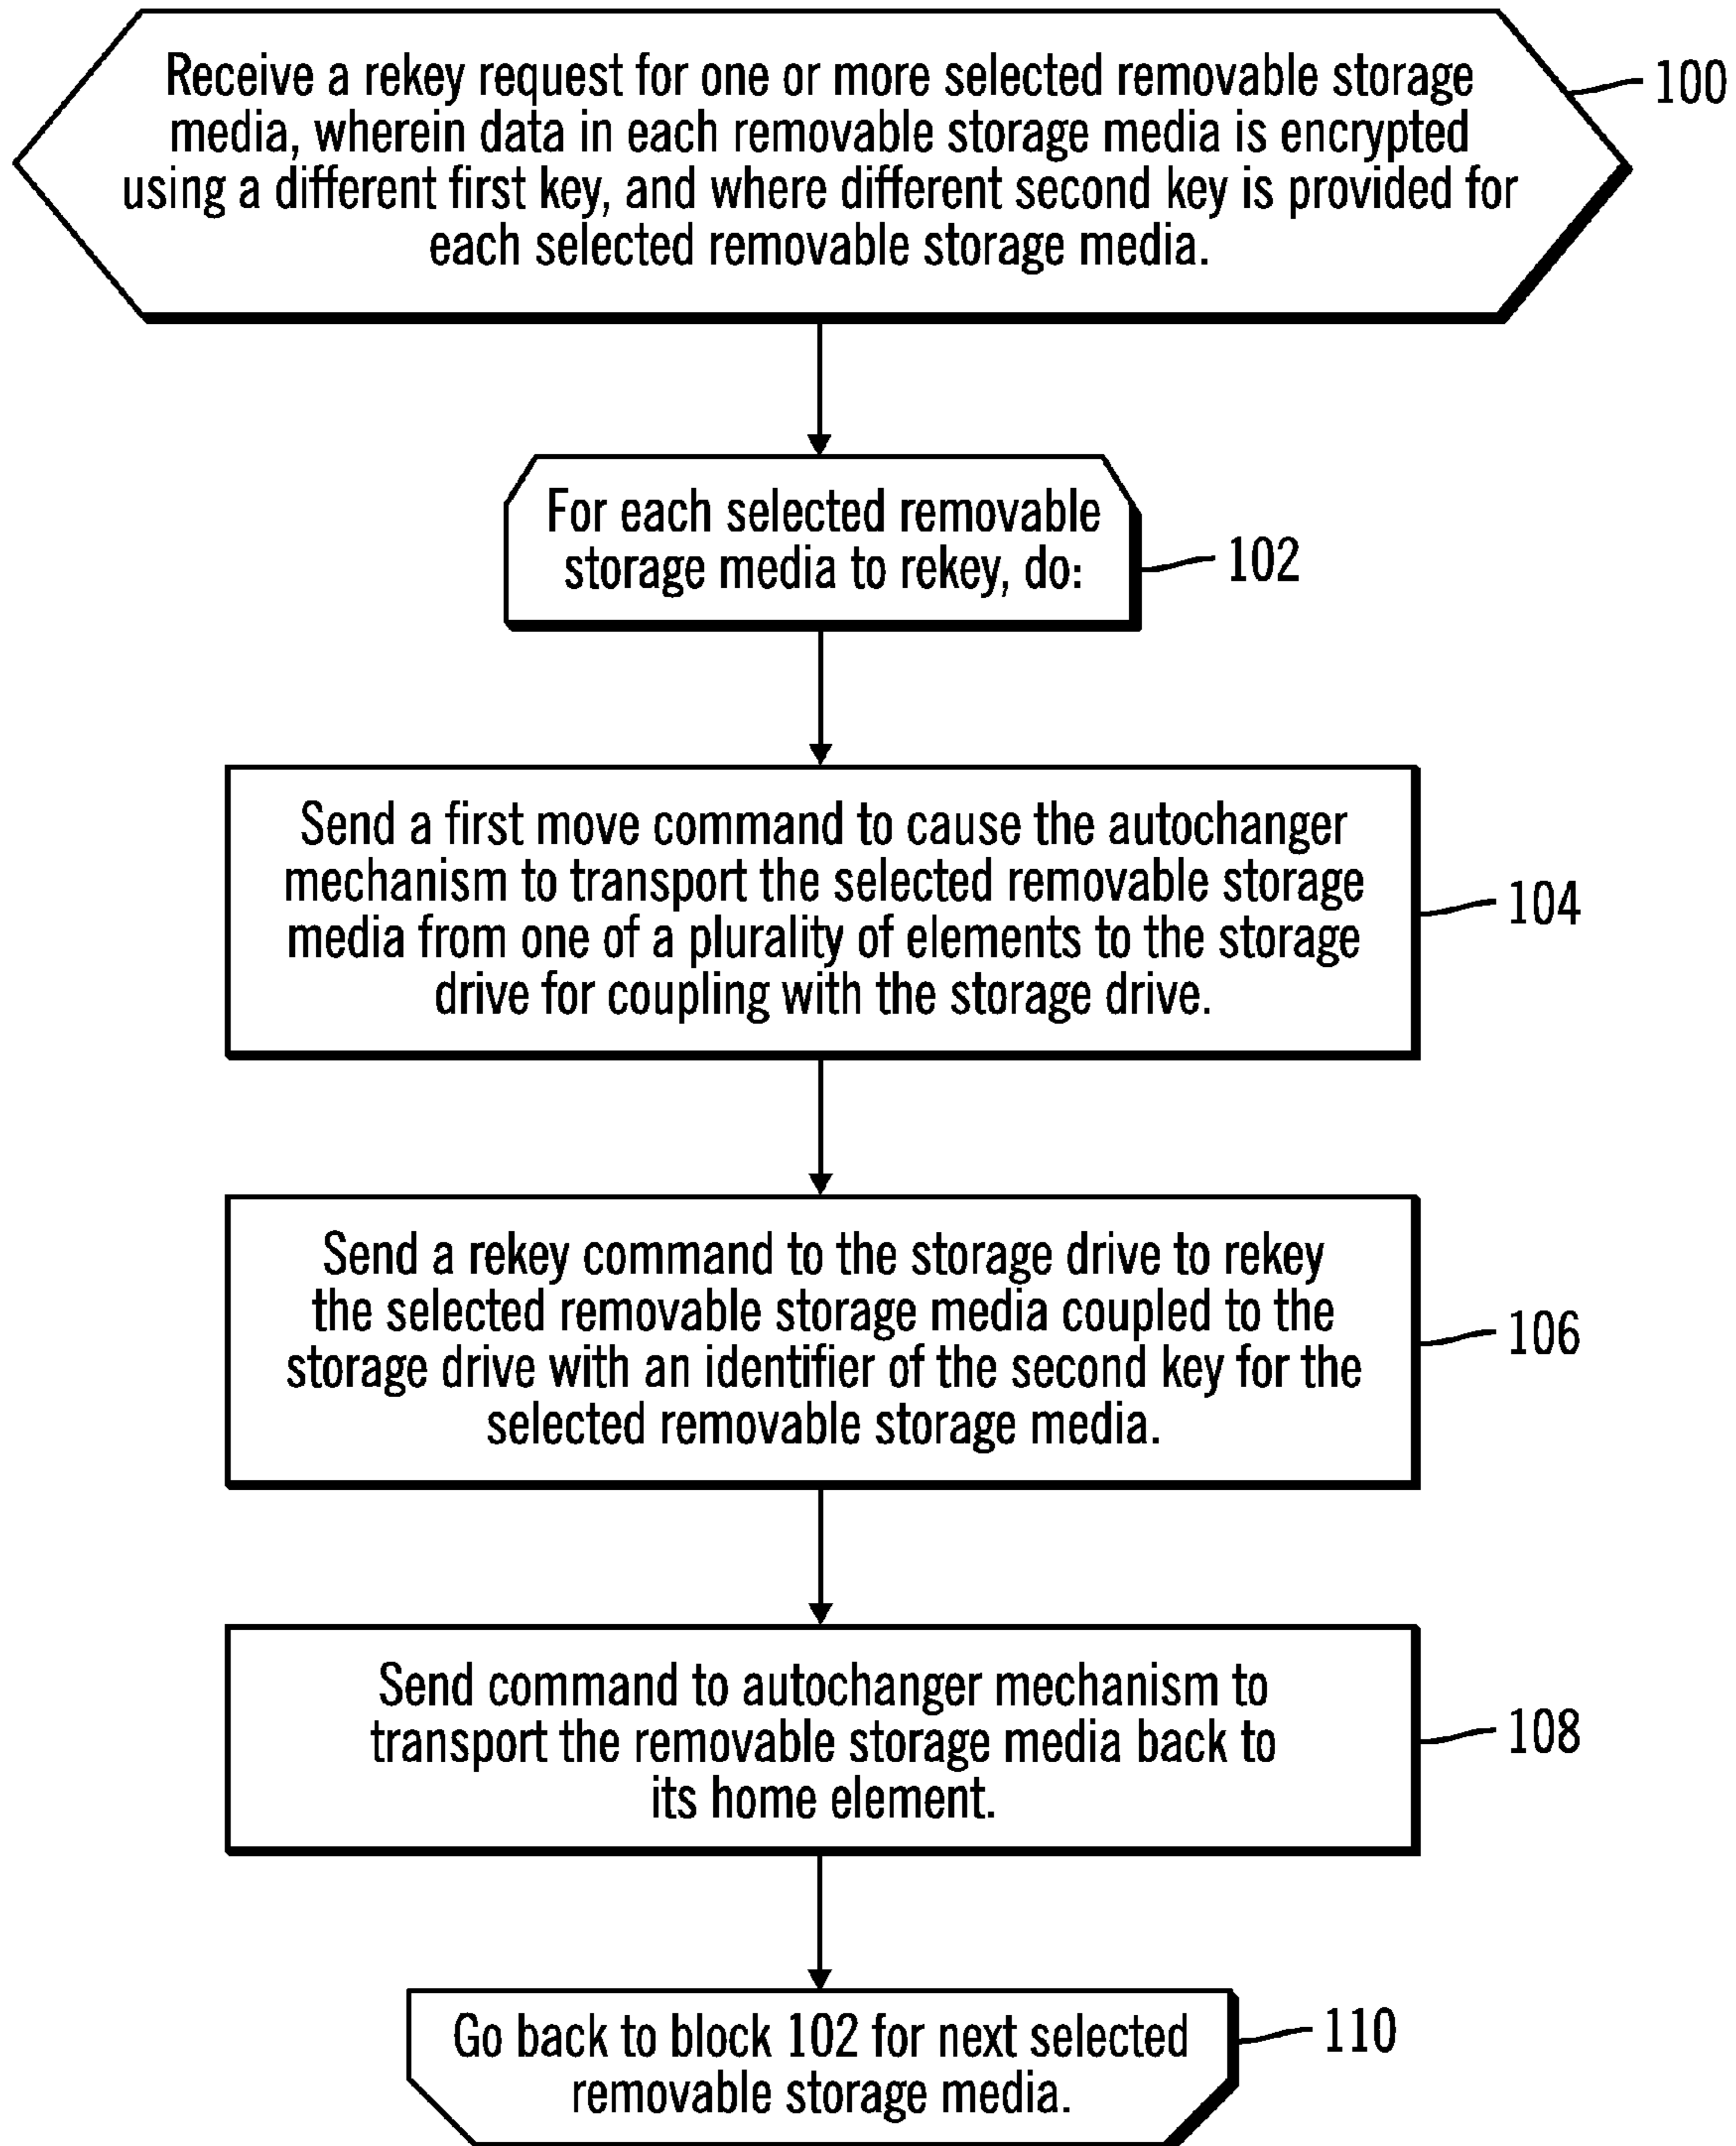 Receive a rekey request for one or more selected removable storage
media, wherein data in each removable storage media is encrypted
using a different first key, and where different second key is provided for
each selected removable storage media.
100
For each selected removable
storage media to rekey, do:
102
Send a first move command to cause the autochanger
mechanism to transport the selected removable storage
media from one of a plurality of elements to the storage
drive for coupling with the storage drive.
104
Send a rekey command to the storage drive to rekey
the selected removable storage media coupled to the
storage drive with an identifier of the second key for the
selected removable storage media.
106
Send command to autochanger mechanism to
transport the removable storage media back to
its home element.
108
Go back to block 102 for next selected
removable storage media.
110